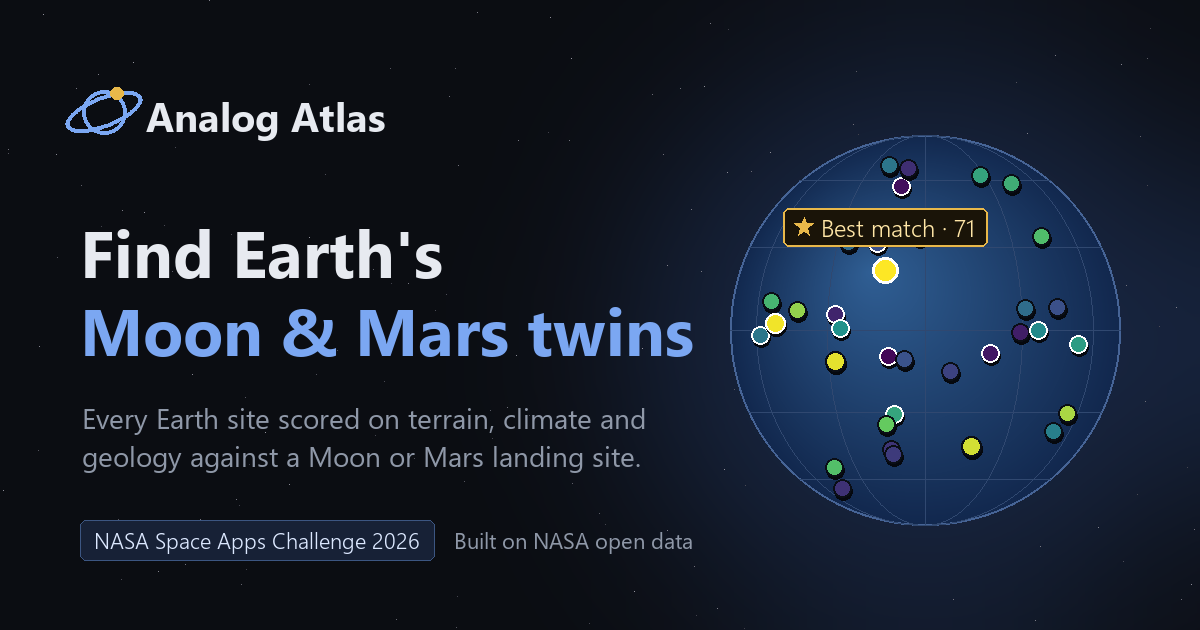 Analog Atlas
Find Earth's
Moon & Mars twins
Every Earth site scored on terrain, climate and
geology against a Moon or Mars landing site.
NASA Space Apps Challenge 2026
Built on NASA open data
★ Best match · 71